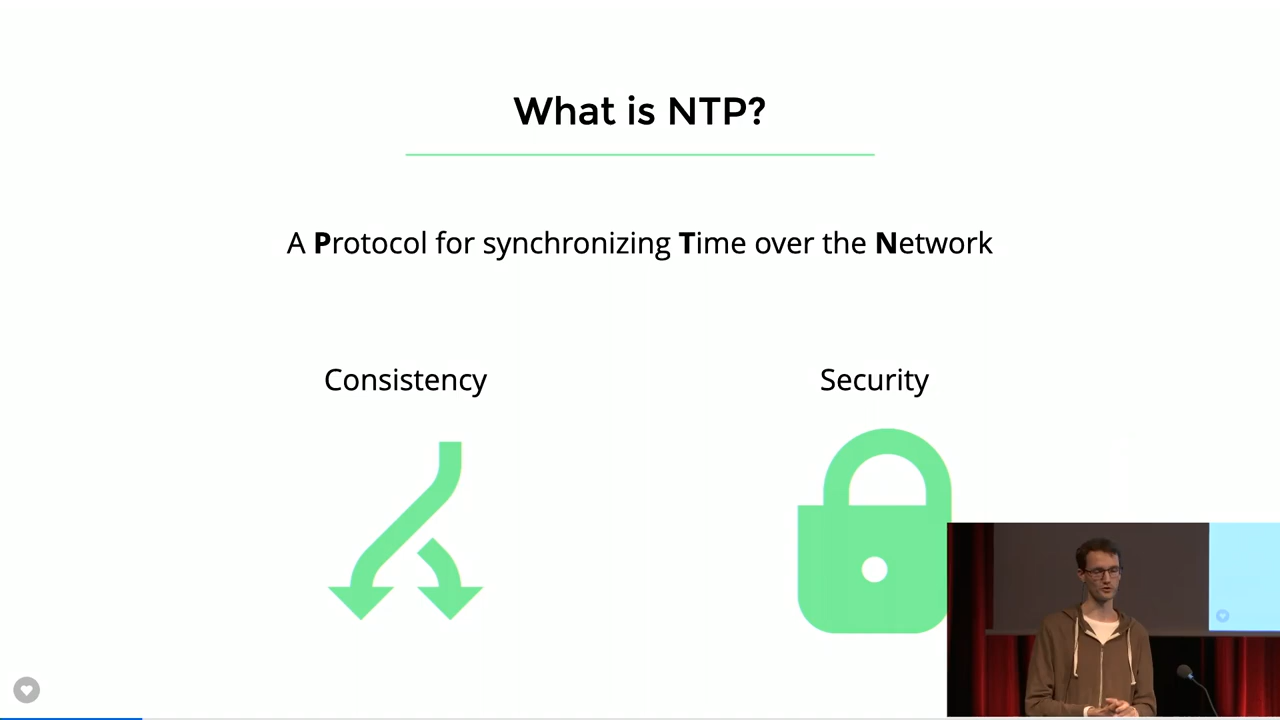 What is NTP?
A Protocol for synchronizing Time over the Network
Consistency
Security